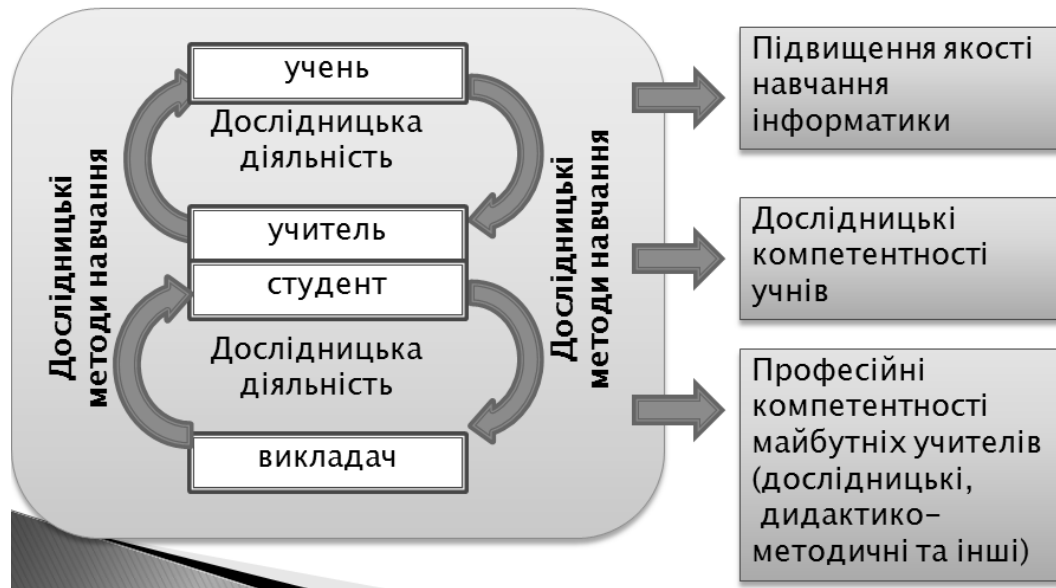 учень
Дослідницька
діяльність
учитель
студент
Дослідницька
діяльність
викладач
Дослідницькі
методи навчання
Дослідницькі
методи навчання
Підвищення якості
навчання
інформатики
Дослідницькі
компетентності
учнів
Професійні
компетентності
майбутніх учителів
(дослідницькі,
дидактико-
методичні та інші)